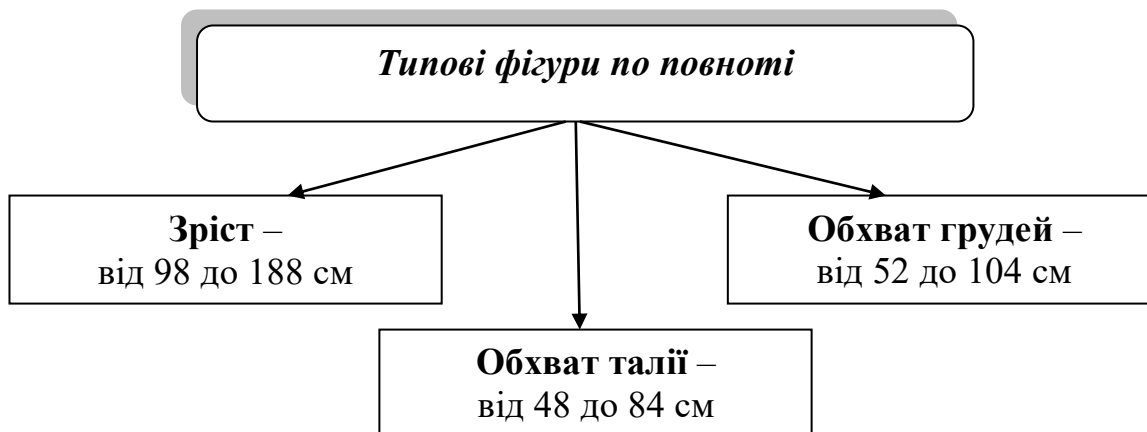 Типові фігури по повноті
Зріст –
від 98 до 188 см
Обхват грудей –
від 52 до 104 см
Обхват талії –
від 48 до 84 см